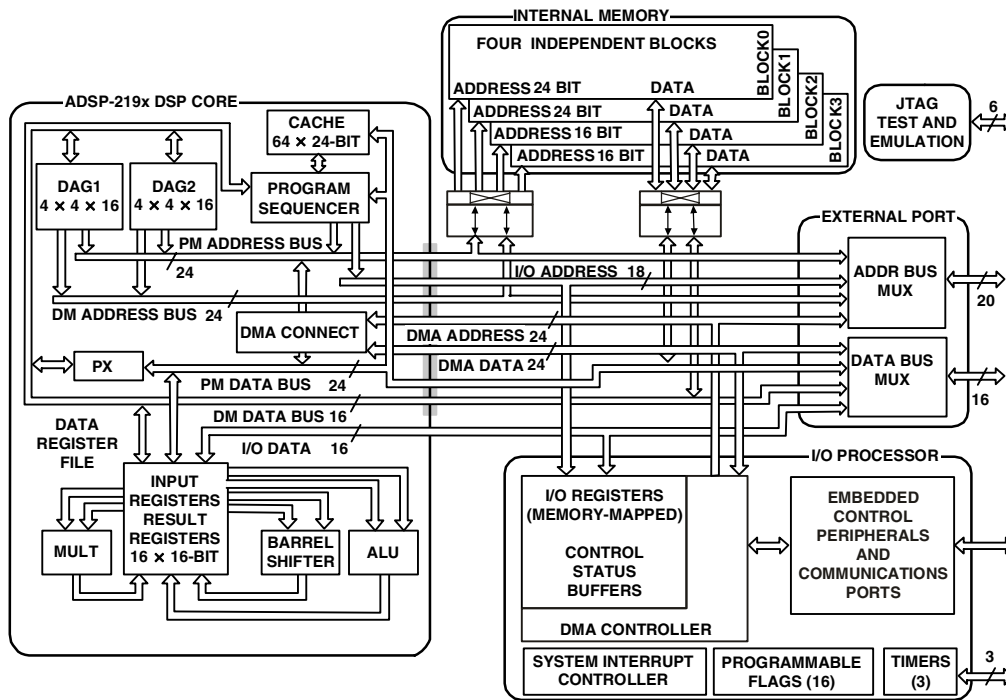 INTERNAL MEMORY
FOUR INDEPENDENT BLOCKS
BLOCK0
BLOCK1
BLOCK2
BLOCK3
ADDRESS 24 BIT DATA
ADDRESS 24 BIT DATA
ADDRESS 16 BIT DATA
ADDRESS 16 BIT DATA
JTAG
TEST AND
EMULATION
6
ADSP-219x DSP CORE
CACHE
64 × 24-BIT
DAG1
4 × 4 × 16
DAG2
4 × 4 × 16
PROGRAM
SEQUENCER
PM ADDRESS BUS
24
I/O ADDRESS 18
DM ADDRESS BUS 24
DMA CONNECT
DMA ADDRESS 24
DMA DATA 24
PX
PM DATA BUS 24
DM DATA BUS 16
I/O DATA 16
EXTERNAL PORT
ADDR BUS
MUX
20
DATA BUS
MUX
16
DATA
REGISTER
FILE
INPUT
REGISTERS
RESULT
REGISTERS
16 × 16-BIT
MULT
BARREL
SHIFTER
ALU
I/O PROCESSOR
I/O REGISTERS
(MEMORY-MAPPED)
CONTROL
STATUS
BUFFERS
DMA CONTROLLER
EMBEDDED
CONTROL
PERIPHERALS
AND
COMMUNICATIONS
PORTS
SYSTEM INTERRUPT
CONTROLLER
PROGRAMMABLE
FLAGS (16)
TIMERS
(3)
3